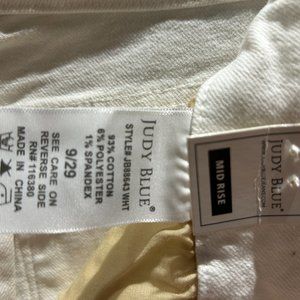 JUDY BLUE®
STYLE# JB88643 WHT
93% COTTON
6% POLYESTER
1% SPANDEX
9/29
SEE CARE ON
REVERSE SIDE
RN# 116380
MADE IN CHINA
JUDY BLUE®
MID RISE